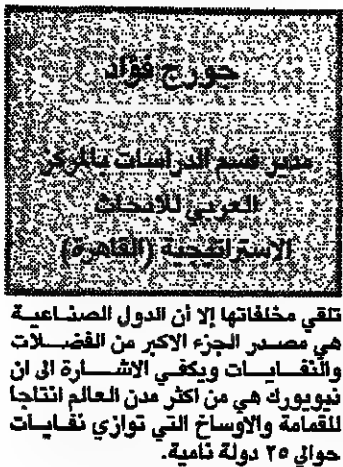 جورج فؤاد
مدير قسم الدراسات بالمركز
العربي للأبحاث
الإستراتيجية (القاهرة)
تلقي مخلفاتها إلا أن الدول الصناعية
هي مصدر الجزء الاكبر من الفضلات
والنفايات ويكفي الاشارة الى ان
نيويورك هي من اكثر مدن العالم انتاجا
للقمامة والاوساخ التي توازي نفايات
حوالي ٢٥ دولة نامية.